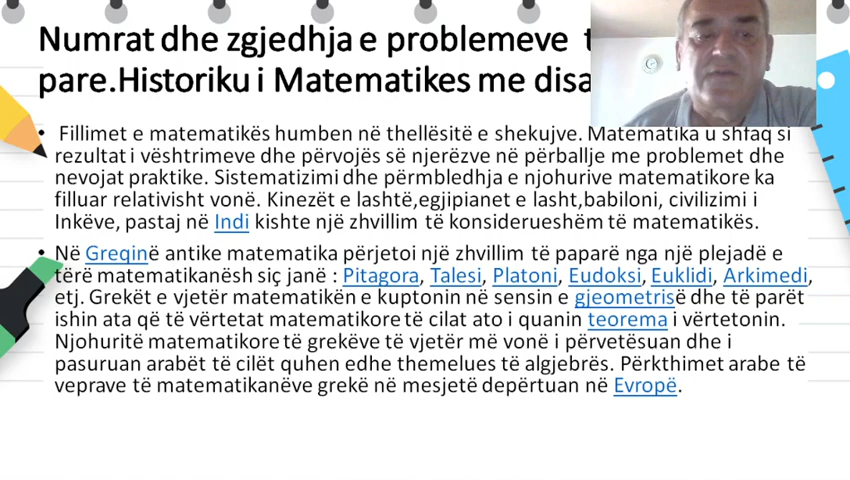 Numrat dhe zgjedhja e problemeve
pare.Historiku i Matematikes me
• Fillimet e matematikës humben në thellësitë e shekujve. Matematika u shfaq si
rezultat i vështrimeve dhe përvojës së njerëzve në përballje me problemet dhe
nevojat praktike. Sistematizimi dhe përmbledhja e njohurive matematikore ka
filluar relativisht vonë. Kinezët e lashtë,egjipianet e lasht,babiloni, civilizimi i
Inkëve, pastaj në Indi kishte një zhvillim të konsiderueshëm të matematikës.
• Në Greqinë antike matematika përjetoi një zhvillim të paparë nga një plejadë e
tërë matematikanësh siç janë : Pitagora, Talesi, Platoni, Eudoksi, Euklidi, Arkimedi,
etj. Grekët e vjetër matematikën e kuptonin në sensin e gjeometrisë dhe të parët
ishin ata që të vërtetat matematikore të cilat ato i quanin teorema i vërtetonin.
Njohuritë matematikore të grekëve të vjetër më vonë i përvetësuan dhe i
pasuruan arabët të cilët quhen edhe themelues të algjebrës. Përkthimet arabe të
veprave të matematikanëve grekë në mesjetë depërtuan në Evropë.